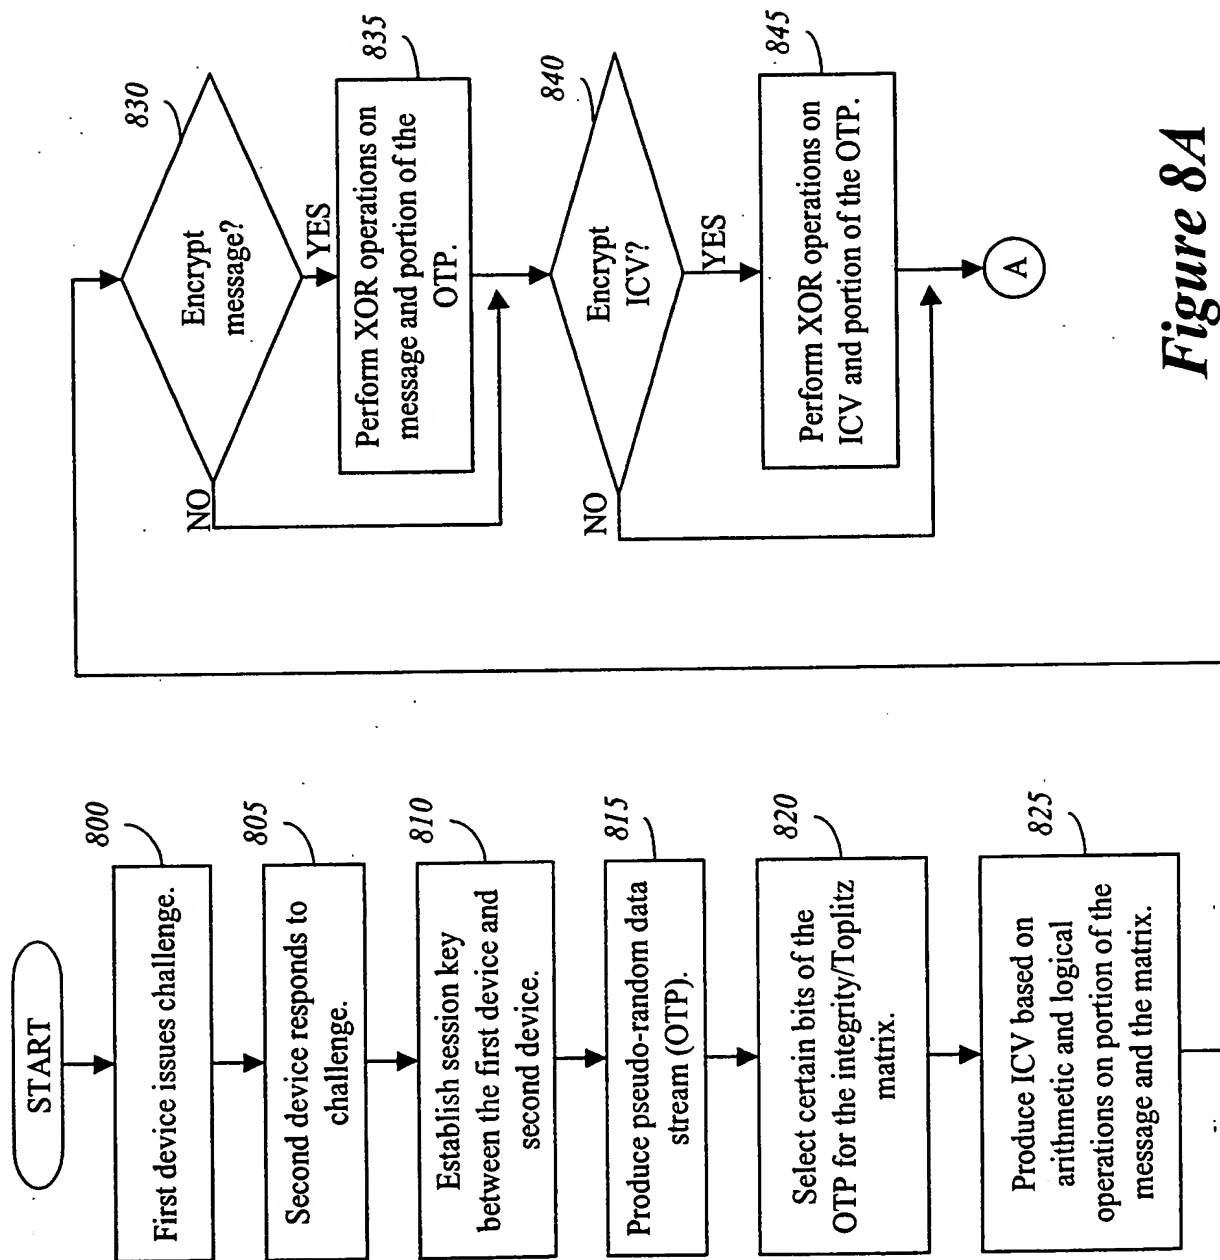 START
800
First device issues challenge.
805
Second device responds to
challenge.
810
Establish session key
between the first device and
second device.
815
Produce pseudo-random data
stream (OTP).
820
Select certain bits of the
OTP for the integrity/Toplitz
matrix.
825
Produce ICV based on
arithmetic and logical
operations on portion of the
message and the matrix.
830
Encrypt
message?
NO
YES
835
Perform XOR operations on
message and portion of the
OTP.
840
Encrypt
ICV?
NO
YES
845
Perform XOR operations on
ICV and portion of the OTP.
A
Figure 8A